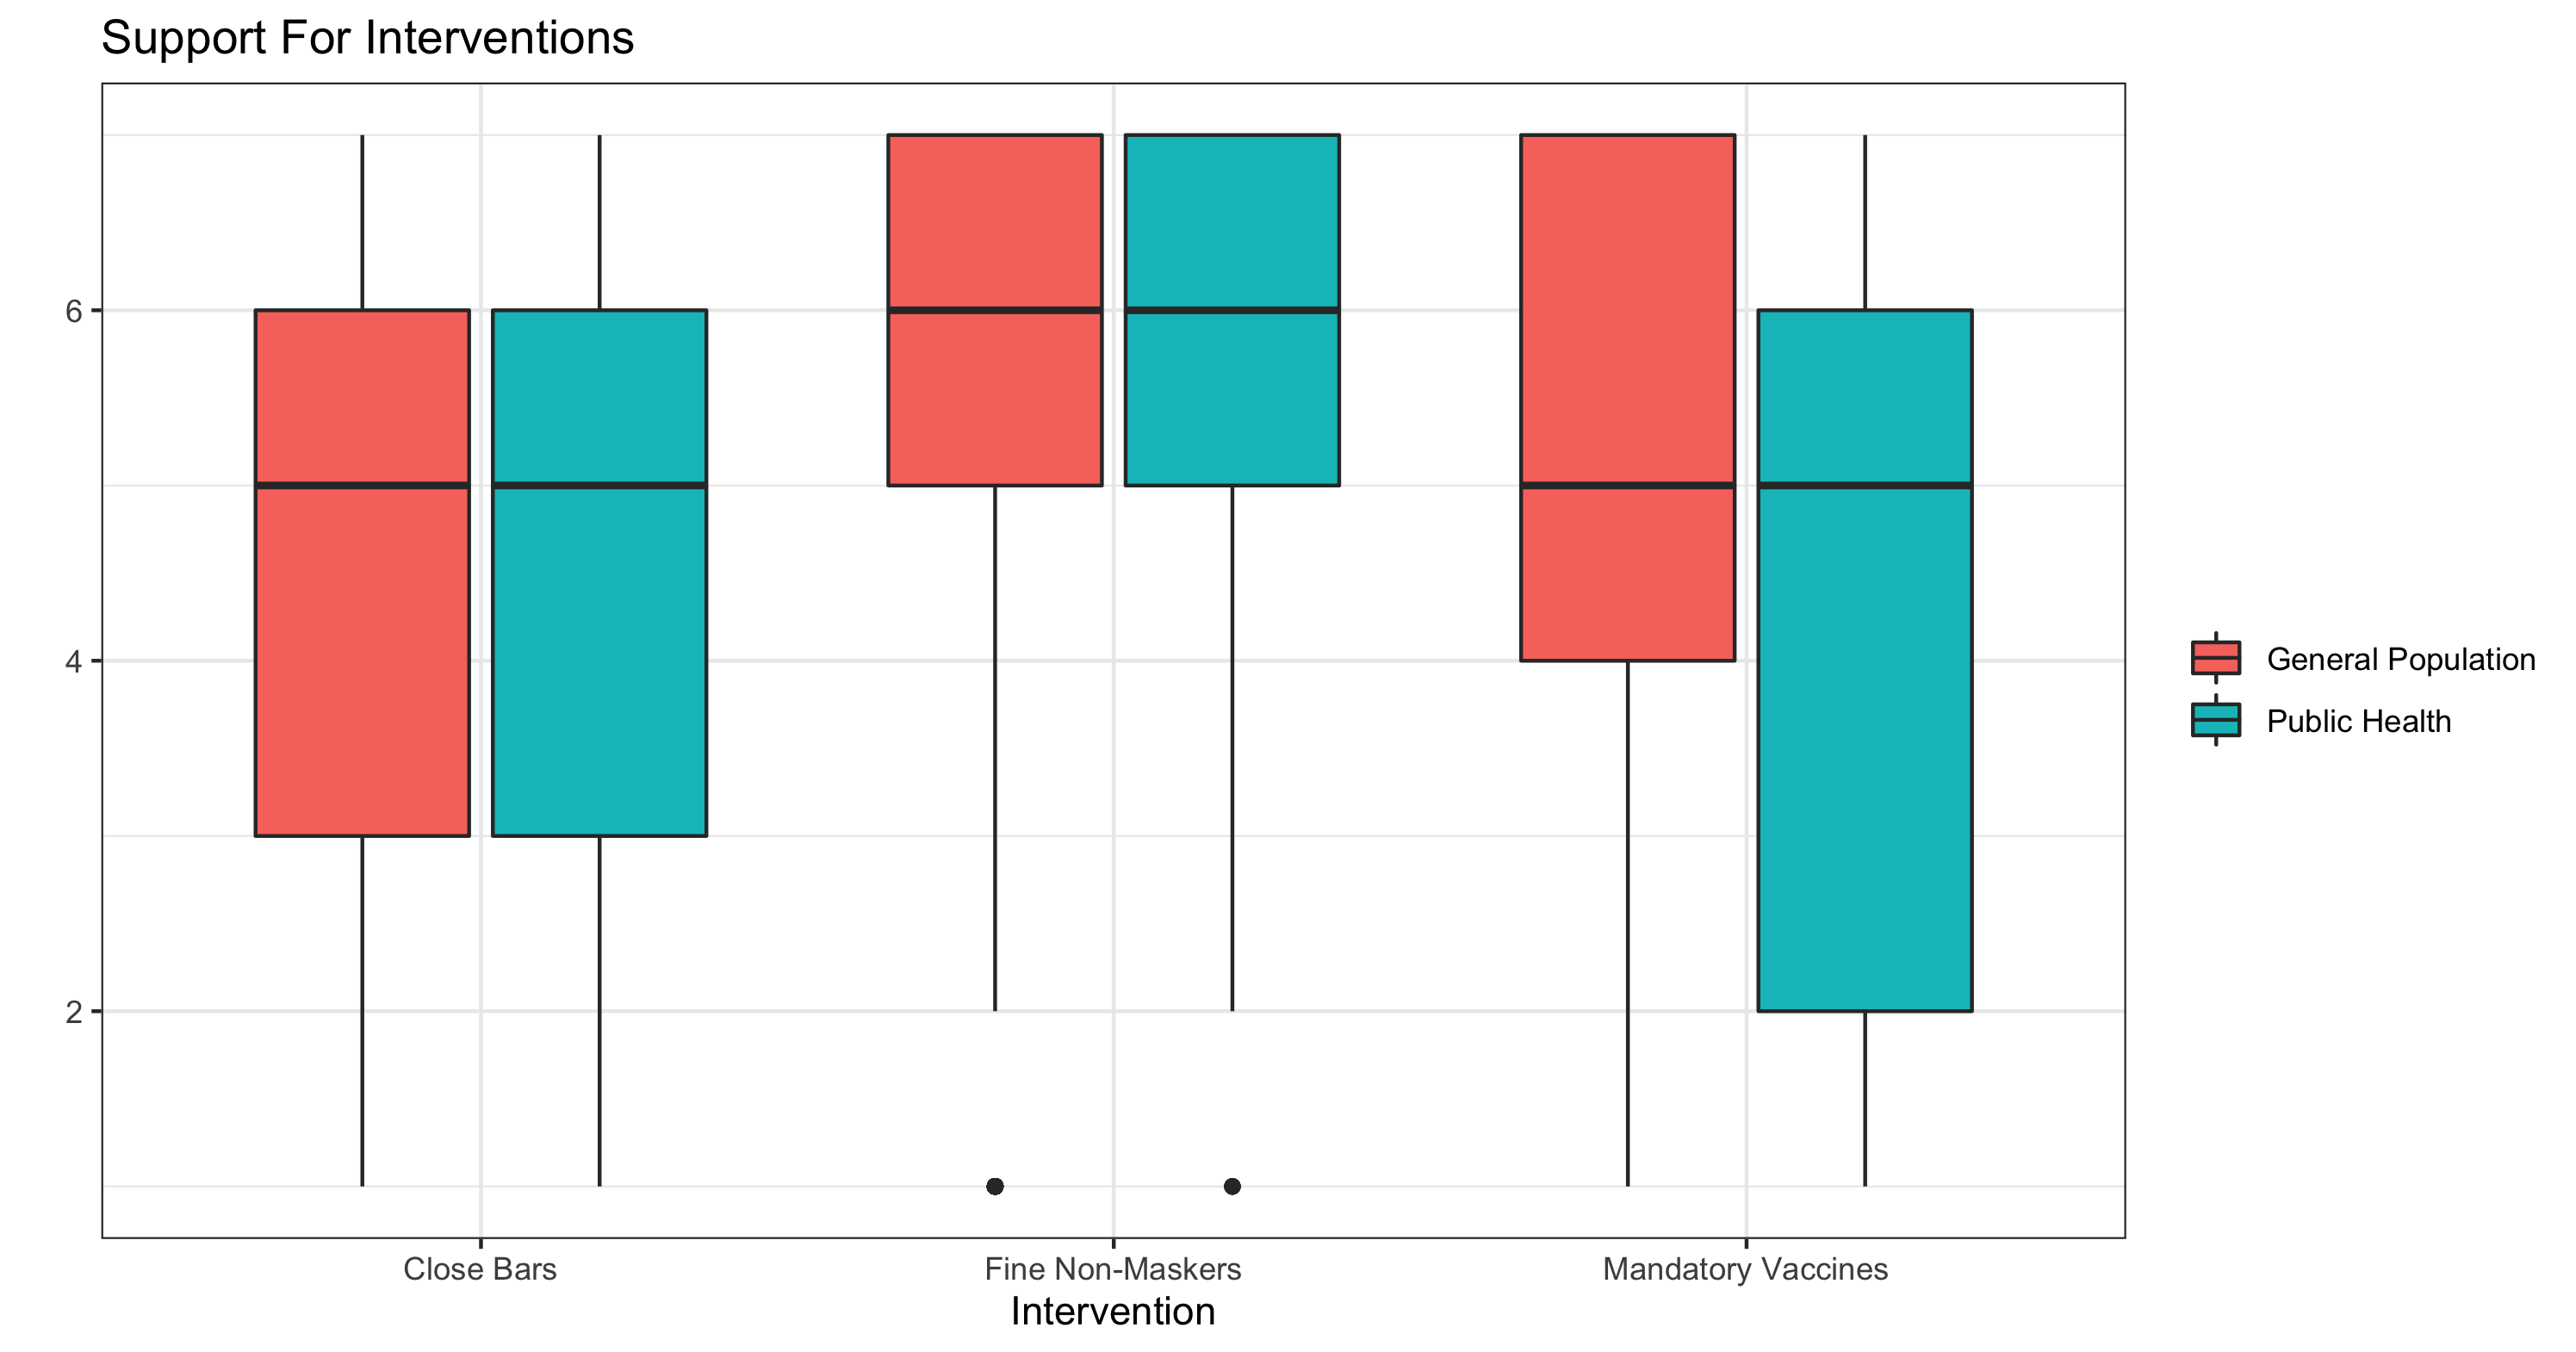 Support For Interventions
6
4
2
Close Bars
Fine Non-Maskers
Mandatory Vaccines
Intervention
General Population
Public Health